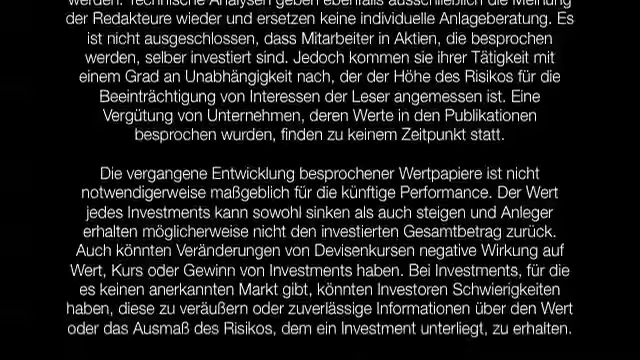 werden. Technische Analysen geben ebenfalls ausschließlich die Meinung
der Redakteure wieder und ersetzen keine individuelle Anlageberatung. Es
ist nicht ausgeschlossen, dass Mitarbeiter in Aktien, die besprochen
werden, selber investiert sind. Jedoch kommen sie ihrer Tätigkeit mit
einem Grad an Unabhängigkeit nach, der der Höhe des Risikos für die
Beeinträchtigung von Interessen der Leser angemessen ist. Eine
Vergütung von Unternehmen, deren Werte in den Publikationen
besprochen wurden, finden zu keinem Zeitpunkt statt.
Die vergangene Entwicklung besprochener Wertpapiere ist nicht
notwendigerweise maßgeblich für die künftige Performance. Der Wert
jedes Investments kann sowohl sinken als auch steigen und Anleger
erhalten möglicherweise nicht den investierten Gesamtbetrag zurück.
Auch könnten Veränderungen von Devisenkursen negative Wirkung auf
Wert, Kurs oder Gewinn von Investments haben. Bei Investments, für die
es keinen anerkannten Markt gibt, könnten Investoren Schwierigkeiten
haben, diese zu veräußern oder zuverlässige Informationen über den Wert
oder das Ausmaß des Risikos, dem ein Investment unterliegt, zu erhalten.